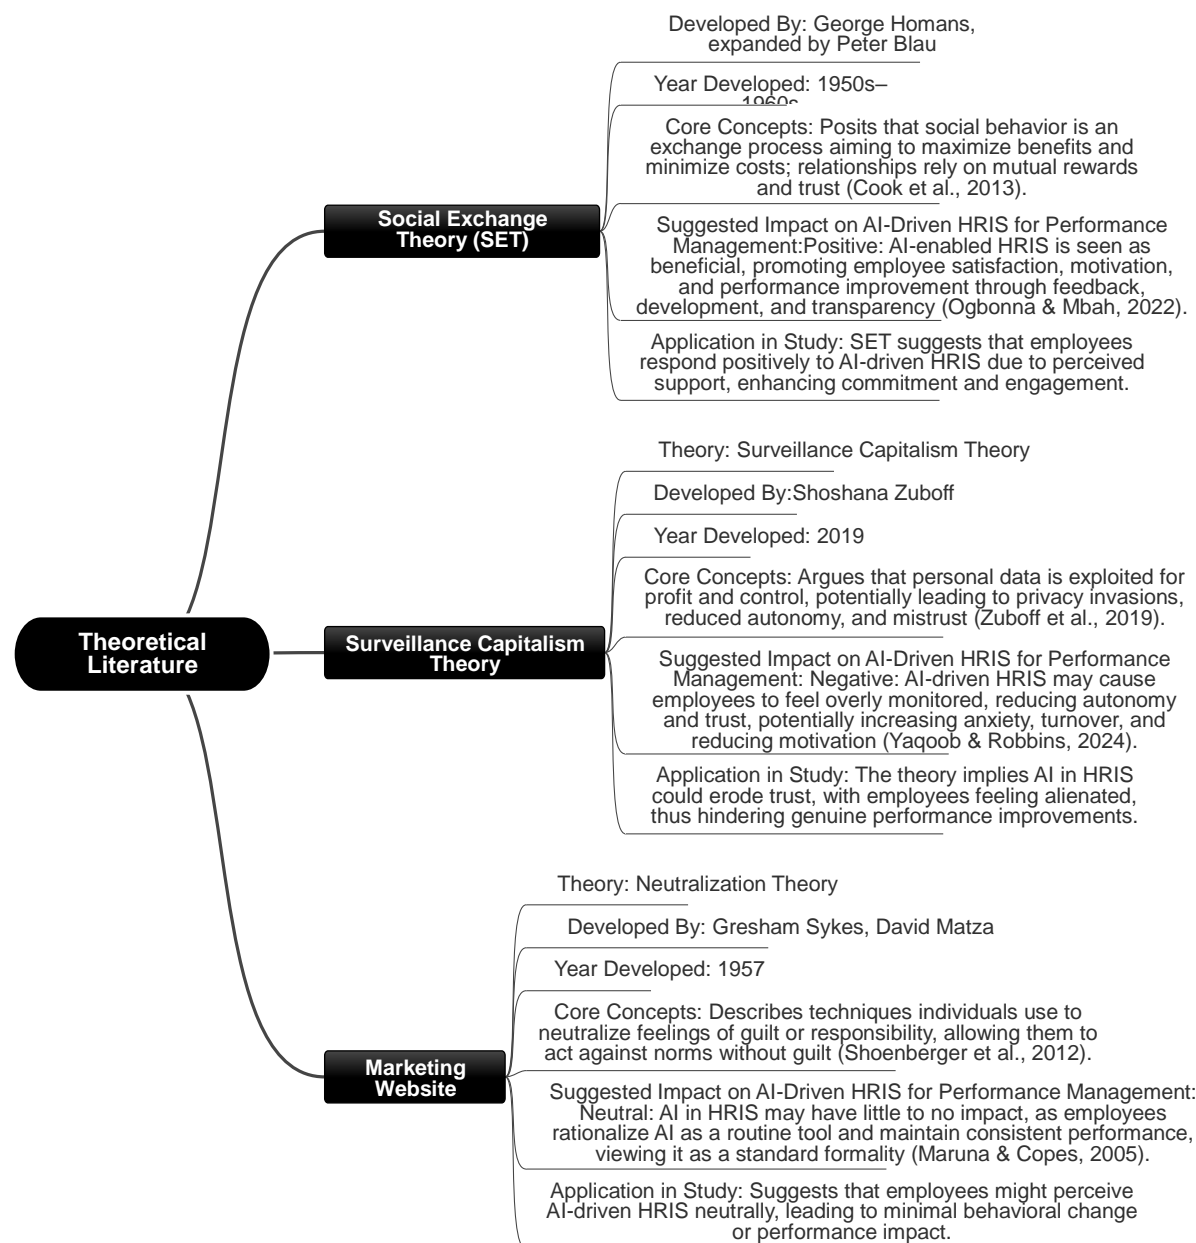 Developed By: George Homans,
expanded by Peter Blau
Year Developed: 1950s–
1960s
Core Concepts: Posits that social behavior is an
exchange process aiming to maximize benefits and
minimize costs; relationships rely on mutual rewards
and trust (Cook et al., 2013).
Social Exchange
Theory (SET)
Suggested Impact on AI-Driven HRIS for Performance
Management:Positive: AI-enabled HRIS is seen as
beneficial, promoting employee satisfaction, motivation,
and performance improvement through feedback,
development, and transparency (Ogbonna & Mbah, 2022).
Application in Study: SET suggests that employees
respond positively to AI-driven HRIS due to perceived
support, enhancing commitment and engagement.
Theory: Surveillance Capitalism Theory
Developed By:Shoshana Zuboff
Year Developed: 2019
Core Concepts: Argues that personal data is exploited for
profit and control, potentially leading to privacy invasions,
reduced autonomy, and mistrust (Zuboff et al., 2019).
Theoretical
Literature
Surveillance Capitalism
Theory
Suggested Impact on AI-Driven HRIS for Performance
Management: Negative: AI-driven HRIS may cause
employees to feel overly monitored, reducing autonomy
and trust, potentially increasing anxiety, turnover, and
reducing motivation (Yaqoob & Robbins, 2024).
Application in Study: The theory implies AI in HRIS
could erode trust, with employees feeling alienated,
thus hindering genuine performance improvements.
Theory: Neutralization Theory
Developed By: Gresham Sykes, David Matza
Year Developed: 1957
Core Concepts: Describes techniques individuals use to
neutralize feelings of guilt or responsibility, allowing them to
act against norms without guilt (Shoenberger et al., 2012).
Marketing
Website
Suggested Impact on AI-Driven HRIS for Performance Management:
Neutral: AI in HRIS may have little to no impact, as employees
rationalize AI as a routine tool and maintain consistent performance,
viewing it as a standard formality (Maruna & Copes, 2005).
Application in Study: Suggests that employees might perceive
AI-driven HRIS neutrally, leading to minimal behavioral change
or performance impact.